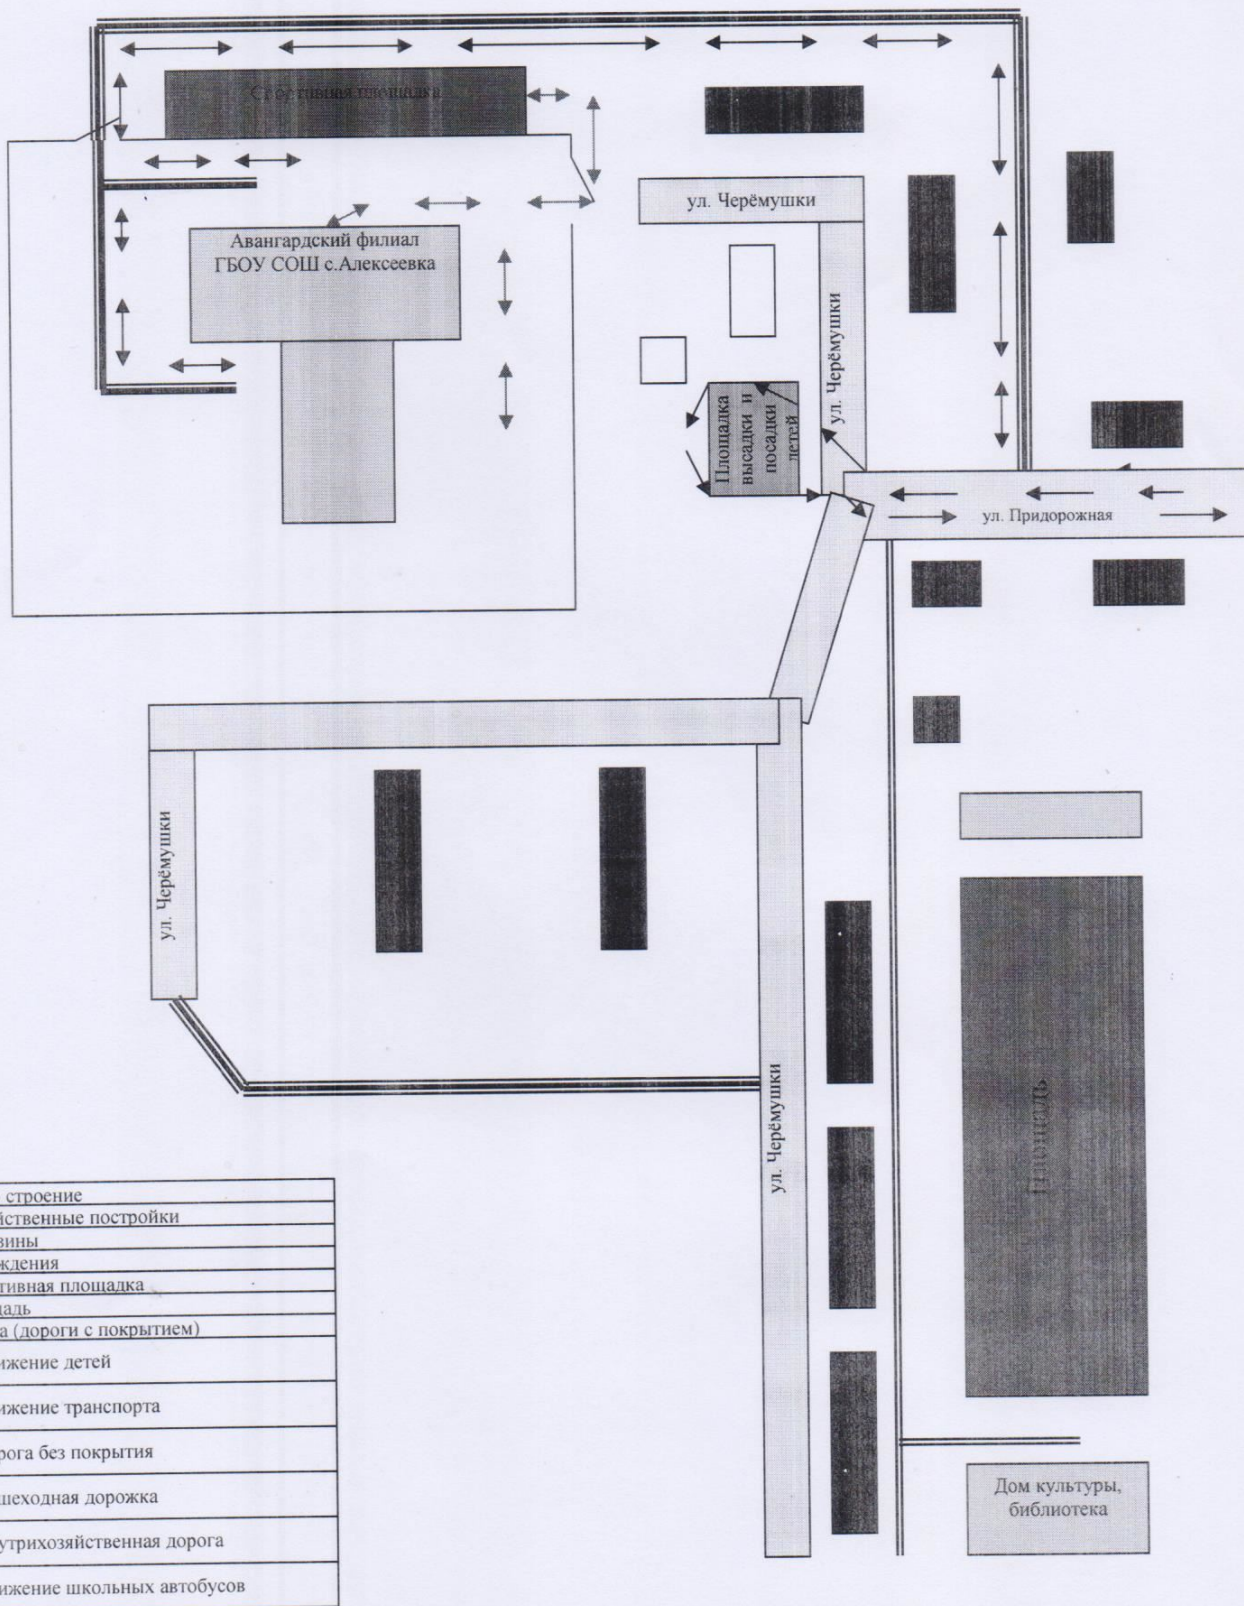 Спортивная площадка
ул. Черёмушки
Авангардский филиал
ГБОУ СОШ с.Алексеевка
ул. Черёмушки
Площадка
высадки и
посадки
детей
ул. Придорожная
ул. Черёмушки
ул. Черёмушки
Площадь
Дом культуры,
библиотека
строение
йственные постройки
вины
ждения
тивная площадка
адь
а (дороги с покрытием)
ижение детей
ижение транспорта
рога без покрытия
шеходная дорожка
утрихозяйственная дорога
ижение школьных автобусов